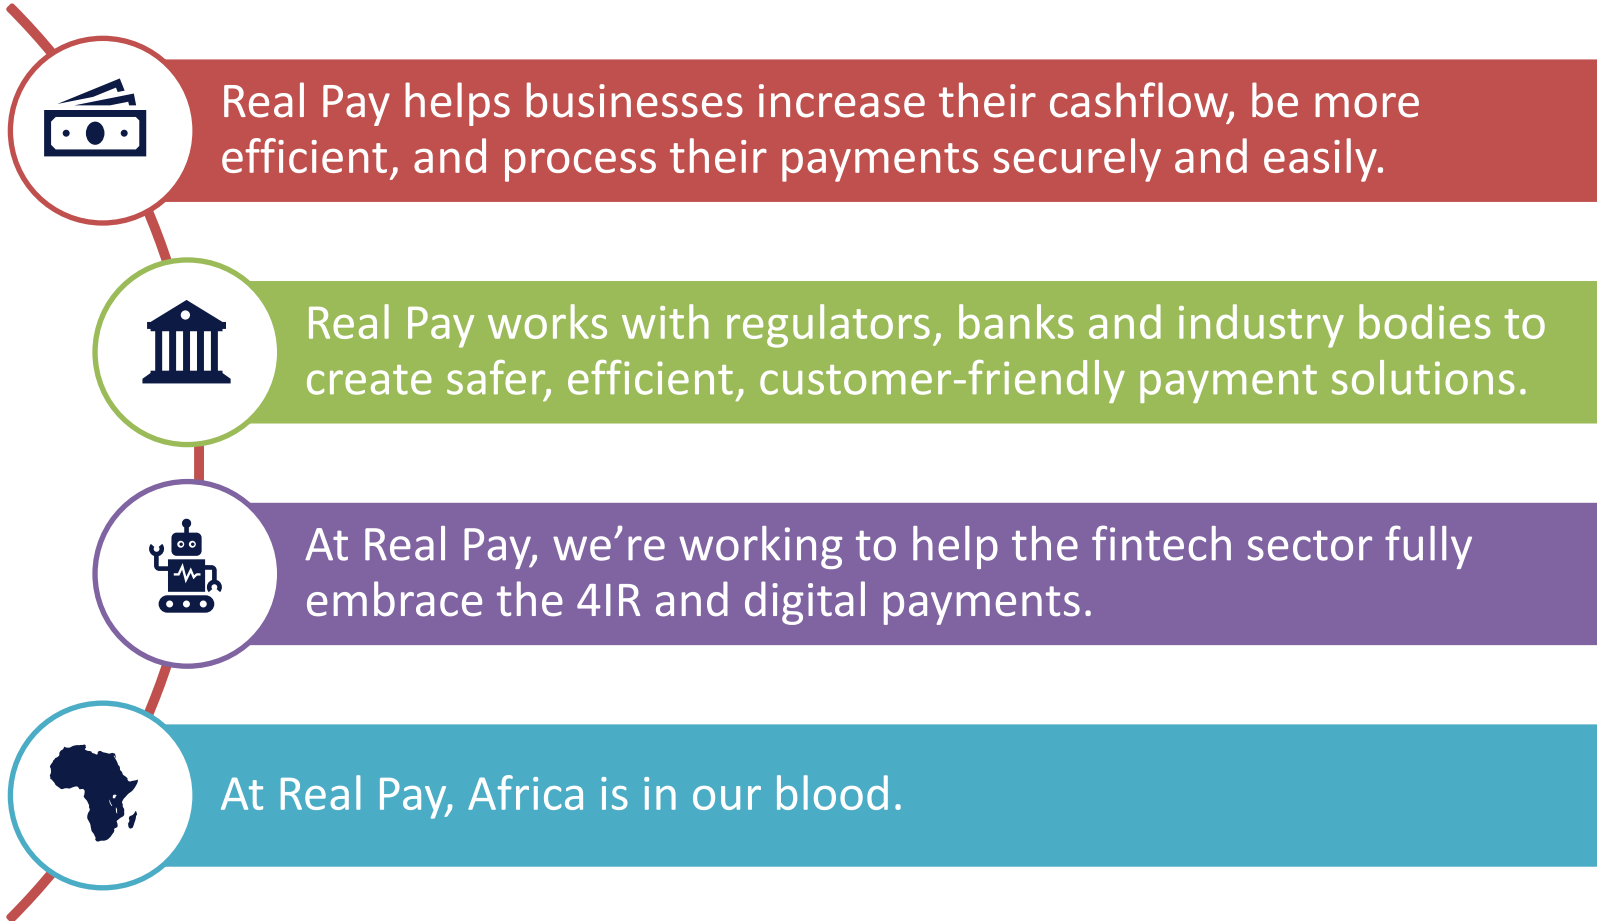 Real Pay helps businesses increase their cashflow, be more
efficient, and process their payments securely and easily.
Real Pay works with regulators, banks and industry bodies to
create safer, efficient, customer-friendly payment solutions.
At Real Pay, we’re working to help the fintech sector fully
embrace the 4IR and digital payments.
At Real Pay, Africa is in our blood.